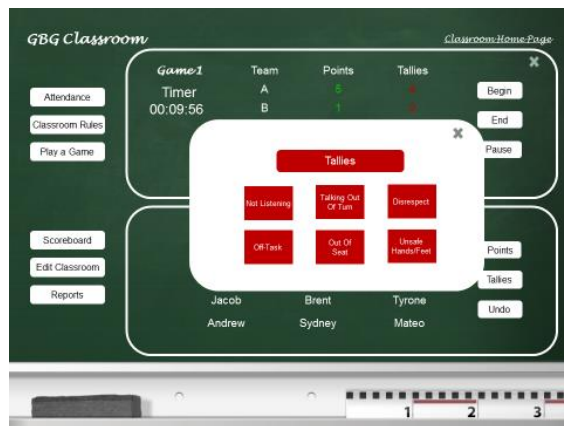 GBG Classroom
Classroom Home Page
Game 1 Team Points Tallies
Timer A 5
00:09:56 B 1
Attendance
Classroom Rules
Play a Game
Begin
End
Pause
Tallies
Not Listening
Talking Out
Of Turn
Disrespect
Off-Task
Out Of
Seat
Unsafe
Hands/Feet
Scoreboard
Edit Classroom
Reports
Points
Tallies
Undo
Jacob Brent Tyrone
Andrew Sydney Mateo
1 2 3